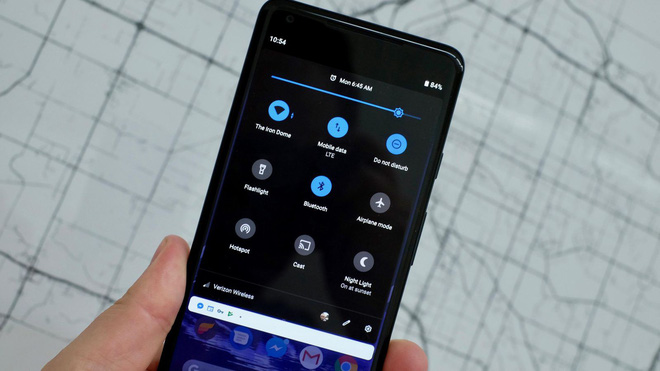 10:54
Mon 6:45 AM
84%
The Iron Dome
Mobile data
LTE
Do not disturb
Flashlight
Bluetooth
Airplane mode
Hotspot
Cast
Night Light
On at sunset
Verizon Wireless
G